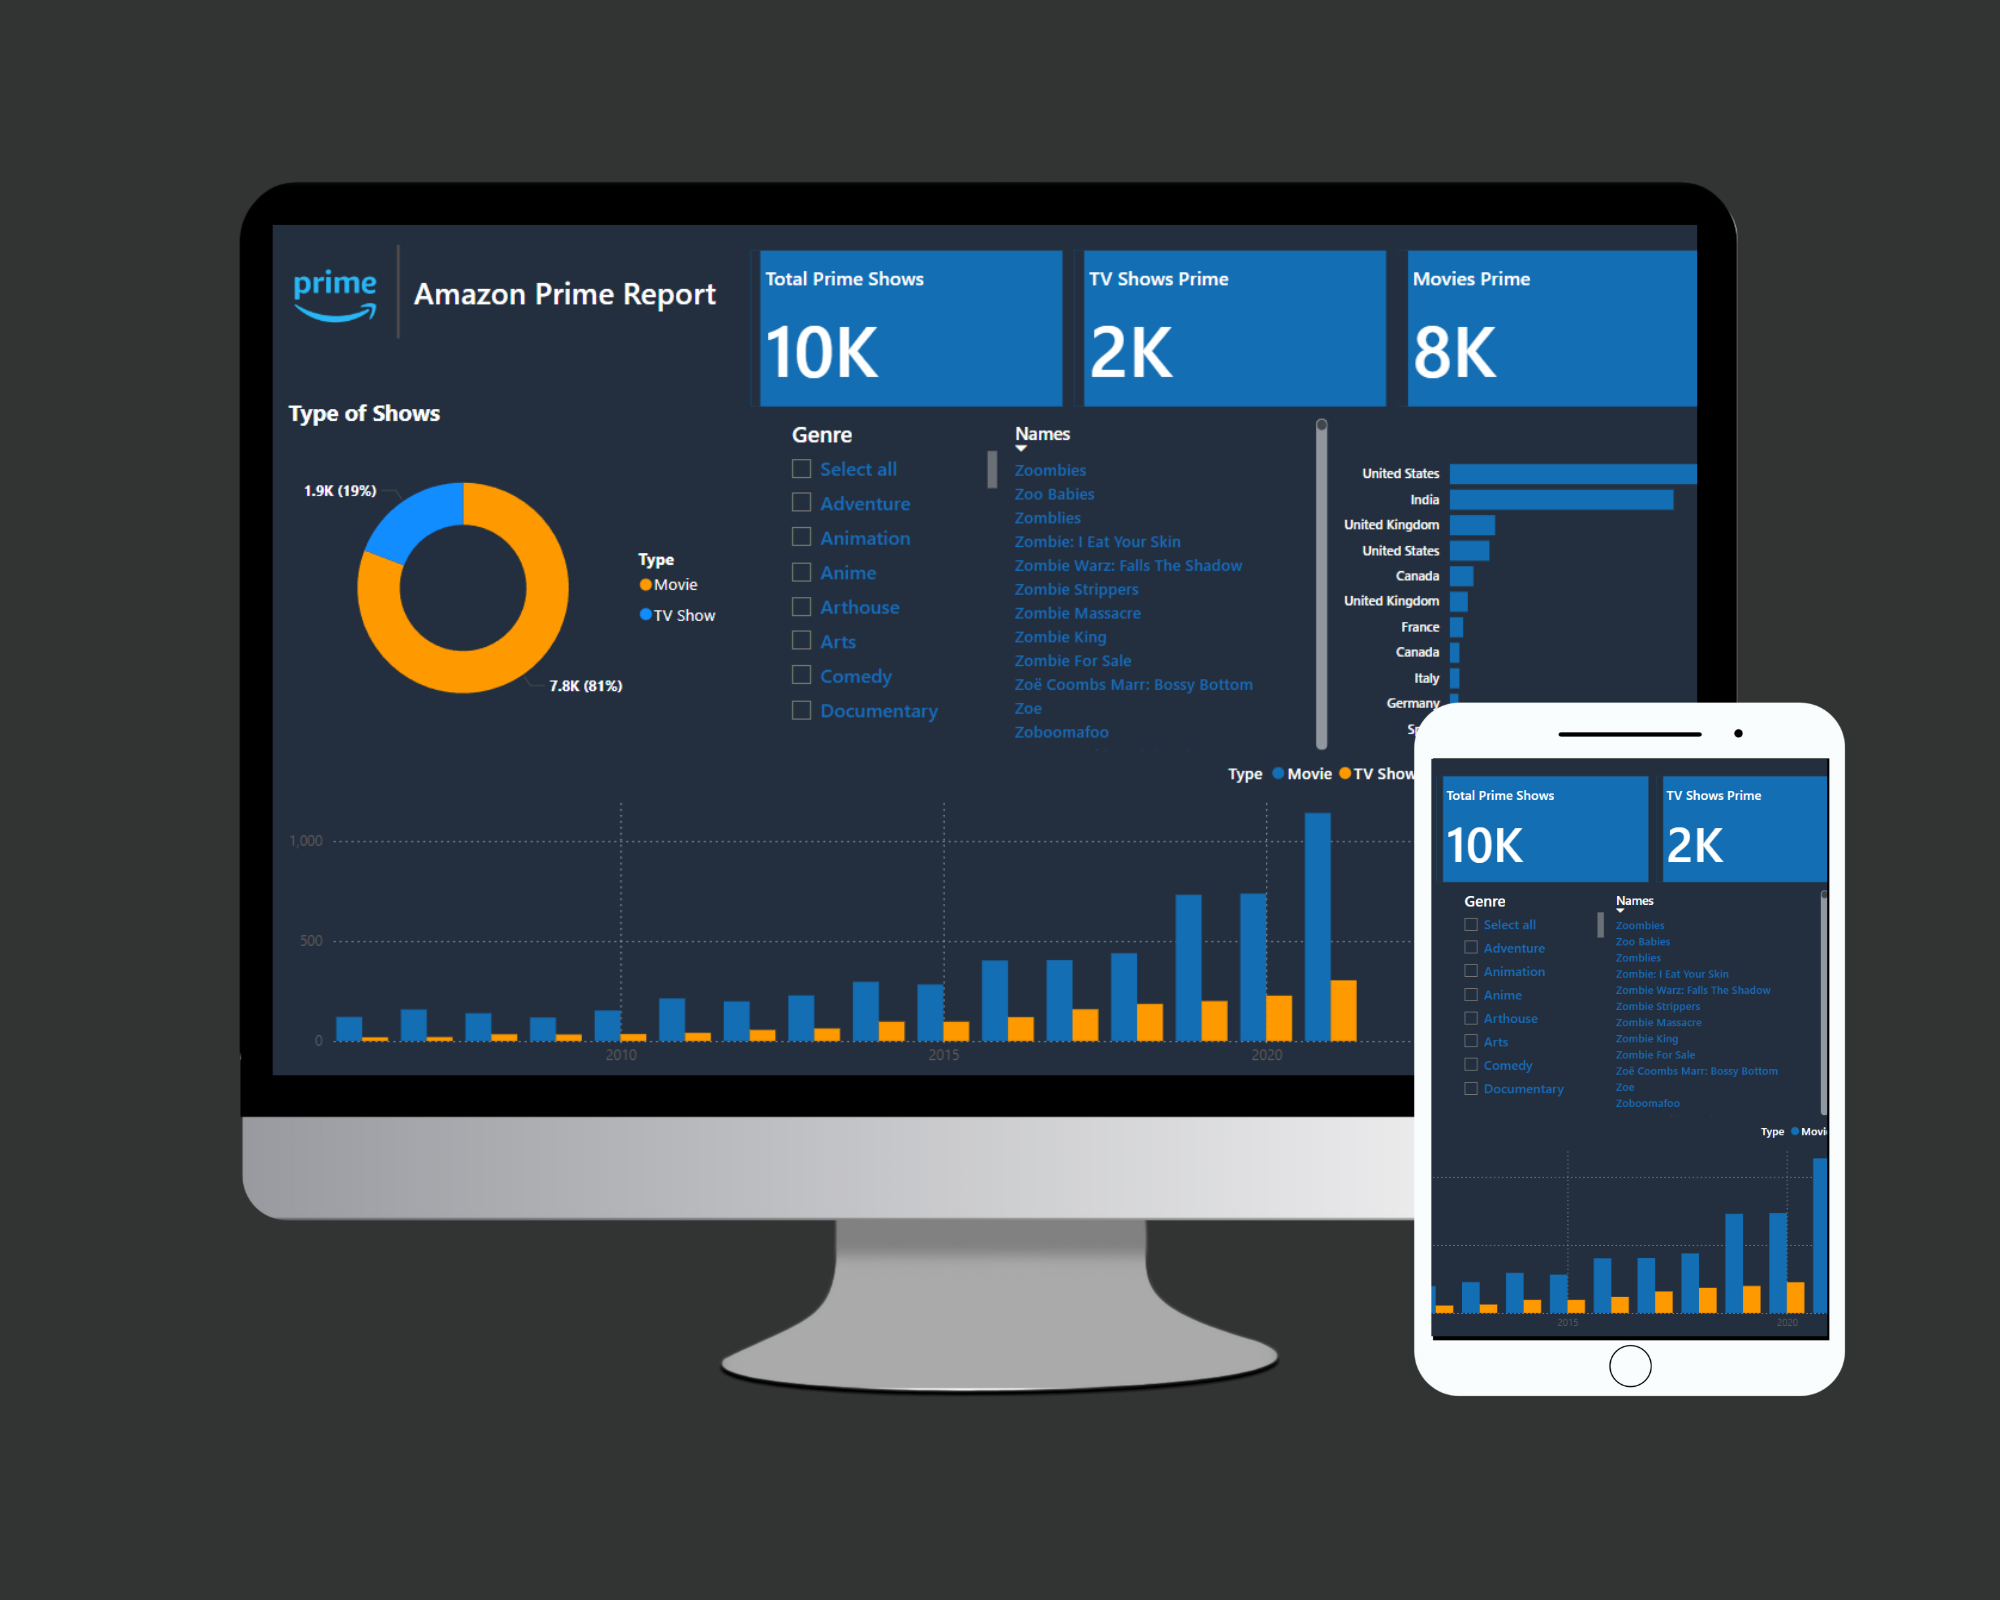 prime
Amazon Prime Report
Total Prime Shows
10K
TV Shows Prime
2K
Movies Prime
8K
Type of Shows
1.9K (19%)
7.8K (81%)
Type
Movie
TV Show
Genre
Select all
Adventure
Animation
Anime
Arthouse
Arts
Comedy
Documentary
Names
Zoombies
Zoo Babies
Zomblies
Zombie: I Eat Your Skin
Zombie Warz: Falls The Shadow
Zombie Strippers
Zombie Massacre
Zombie King
Zombie For Sale
Zoë Coombs Marr: Bossy Bottom
Zoe
Zoboomafoo
United States
India
United Kingdom
United States
Canada
United Kingdom
France
Canada
Italy
Germany
Type Movie TV Show
1,000
500
0
2010 2015 2020
Total Prime Shows
10K
TV Shows Prime
2K
Genre
Select all
Adventure
Animation
Anime
Arthouse
Arts
Comedy
Documentary
Names
Zoombies
Zoo Babies
Zomblies
Zombie: I Eat Your Skin
Zombie Warz: Falls The Shadow
Zombie Strippers
Zombie Massacre
Zombie King
Zombie For Sale
Zoë Coombs Marr: Bossy Bottom
Zoe
Zoboomafoo
Type
2015 2020